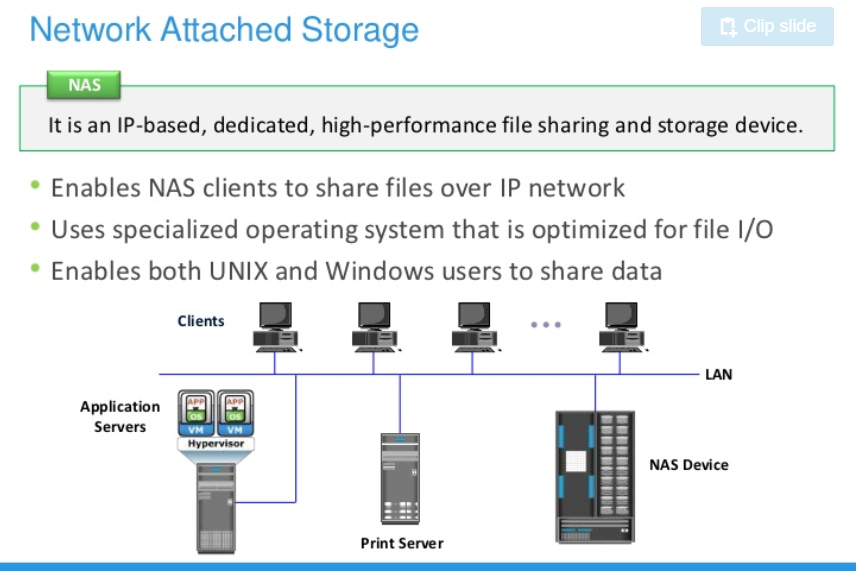 Network Attached Storage
Clip slide
NAS
It is an IP-based, dedicated, high-performance file sharing and storage device.
• Enables NAS clients to share files over IP network
• Uses specialized operating system that is optimized for file I/O
• Enables both UNIX and Windows users to share data
Clients
LAN
Application
Servers
APP APP
OS OS
VM VM
Hypervisor
NAS Device
Print Server